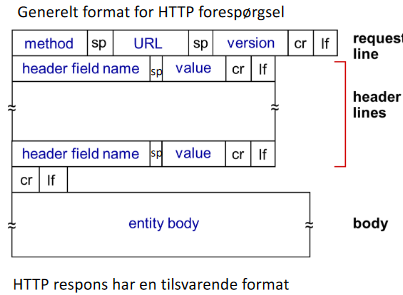 Generelt format for HTTP forespørgsel
method sp URL sp version cr lf request line
header field name sp value cr lf
header lines
header field name sp value cr lf
cr lf
entity body body
HTTP respons har en tilsvarende format